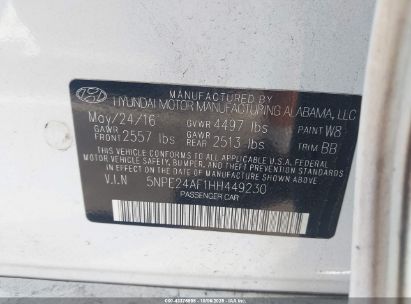 MANUFACTURED BY
HYUNDAI MOTOR MANUFACTURING ALABAMA, LLC
May/24/16 GVWR 4497 lbs PAINT W8
GAWR FRONT 2557 lbs GAWR REAR 2513 lbs TRIM BB
THIS VEHICLE CONFORMS TO ALL APPLICABLE U.S. FEDERAL
MOTOR VEHICLE SAFETY, BUMPER, AND THEFT PREVENTION
STANDARDS IN EFFECT ON THE DATE OF MANUFACTURE SHOWN ABOVE.
V.I.N 5NPE24AF1HH449230
PASSENGER CAR